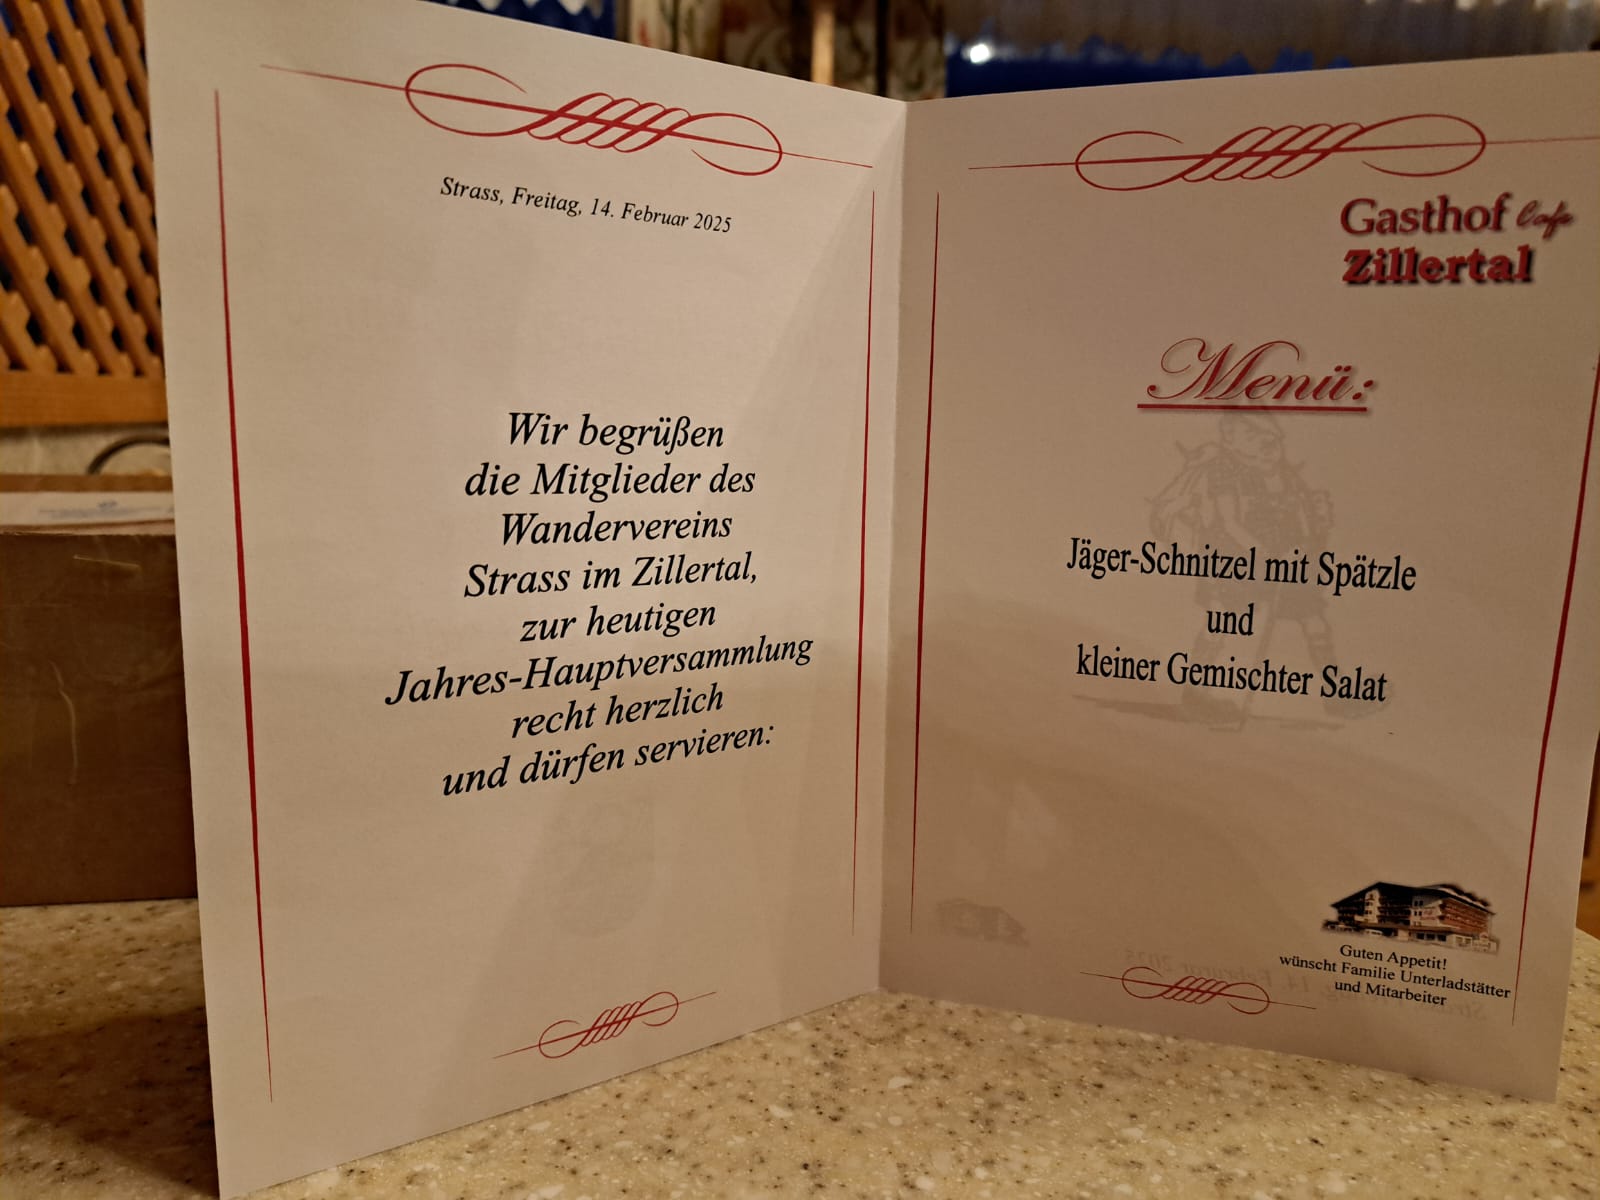 Strass, Freitag, 14. Februar 2025
Wir begrüßen
die Mitglieder des
Wandervereins
Strass im Zillertal,
zur heutigen
Jahres-Hauptversammlung
recht herzlich
und dürfen servieren:
Gasthof Cafe
Zillertal
Menü:
Jäger-Schnitzel mit Spätzle
und
kleiner Gemischter Salat
Guten Appetit!
wünscht Familie Unterladstätter
und Mitarbeiter